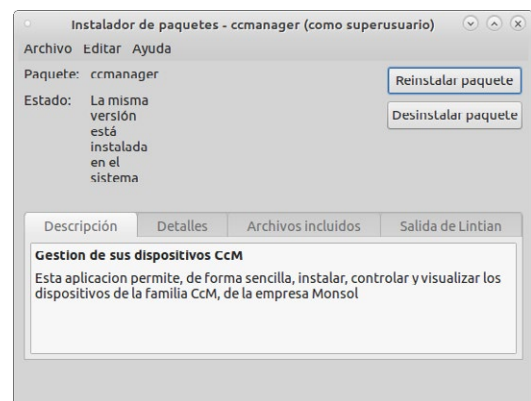 Instalador de paquetes - ccmanager (como superusuario)
Archivo Editar Ayuda
Paquete: ccmanager
Reinstalar paquete
Estado: La misma
versión
está
instalada
en el
sistema
Desinstalar paquete
Descripción Detalles Archivos incluidos Salida de Lintian
Gestion de sus dispositivos CcM
Esta aplicacion permite, de forma sencilla, instalar, controlar y visualizar los
dispositivos de la familia CcM, de la empresa Monsol